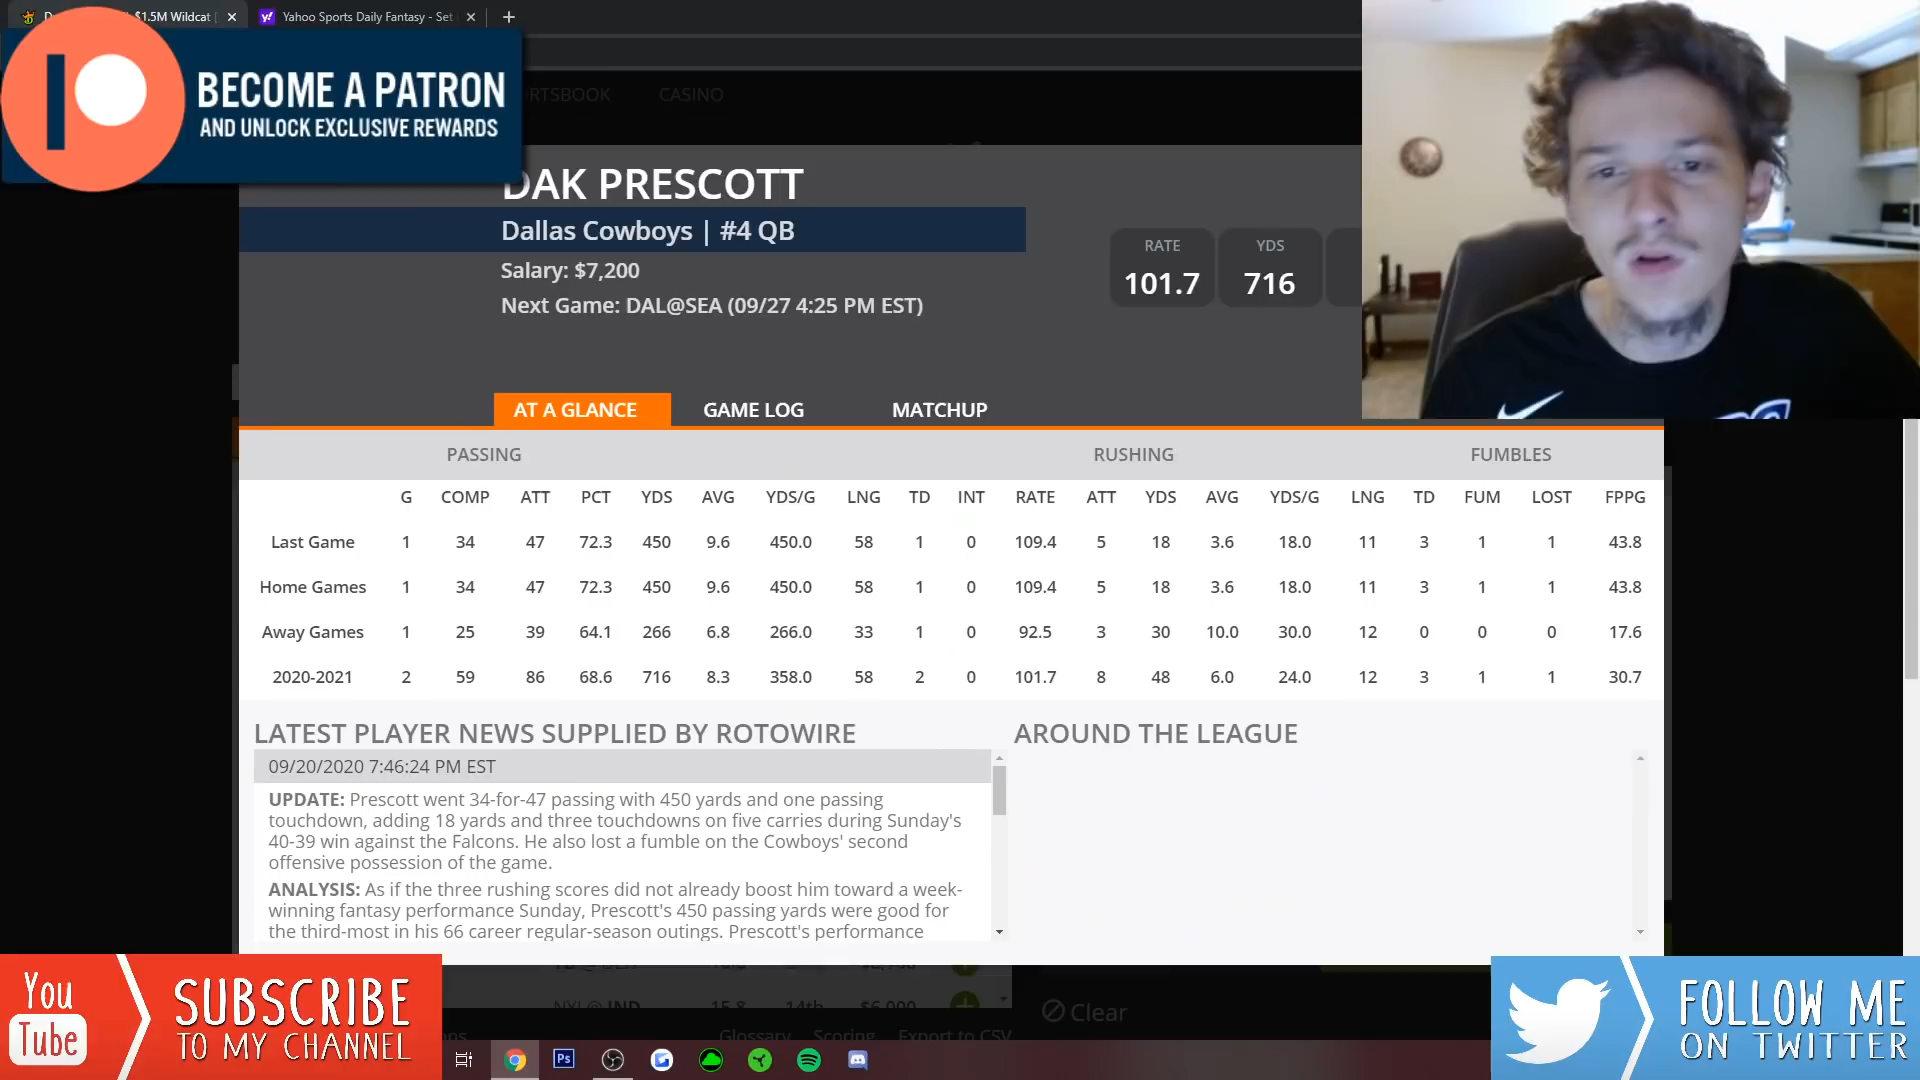 $1.5M Wildcat
Yahoo Sports Daily Fantasy - Set
BECOME A PATRON
AND UNLOCK EXCLUSIVE REWARDS
RTSBOOK CASINO
DAK PRESCOTT
Dallas Cowboys | #4 QB
Salary: $7,200
Next Game: DAL@SEA (09/27 4:25 PM EST)
RATE YDS
101.7 716
AT A GLANCE GAME LOG MATCHUP
PASSING RUSHING FUMBLES
G COMP ATT PCT YDS AVG YDS/G LNG TD INT RATE ATT YDS AVG YDS/G LNG TD FUM LOST FPPG
Last Game 1 34 47 72.3 450 9.6 450.0 58 1 0 109.4 5 18 3.6 18.0 11 3 1 1 43.8
Home Games 1 34 47 72.3 450 9.6 450.0 58 1 0 109.4 5 18 3.6 18.0 11 3 1 1 43.8
Away Games 1 25 39 64.1 266 6.8 266.0 33 1 0 92.5 3 30 10.0 30.0 12 0 0 0 17.6
2020-2021 2 59 86 68.6 716 8.3 358.0 58 2 0 101.7 8 48 6.0 24.0 12 3 1 1 30.7
LATEST PLAYER NEWS SUPPLIED BY ROTOWIRE
AROUND THE LEAGUE
09/20/2020 7:46:24 PM EST
UPDATE: Prescott went 34-for-47 passing with 450 yards and one passing
touchdown, adding 18 yards and three touchdowns on five carries during Sunday's
40-39 win against the Falcons. He also lost a fumble on the Cowboys' second
offensive possession of the game.
ANALYSIS: As if the three rushing scores did not already boost him toward a week-
winning fantasy performance Sunday, Prescott's 450 passing yards were good for
the third-most in his 66 career regular-season outings. Prescott's performance
NYJ@IND 15.8 14th $6,000
Clear
Glossary Scoring Export to CSV
You
Tube
SUBSCRIBE
TO MY CHANNEL
Ps
FOLLOW ME
ON TWITTER